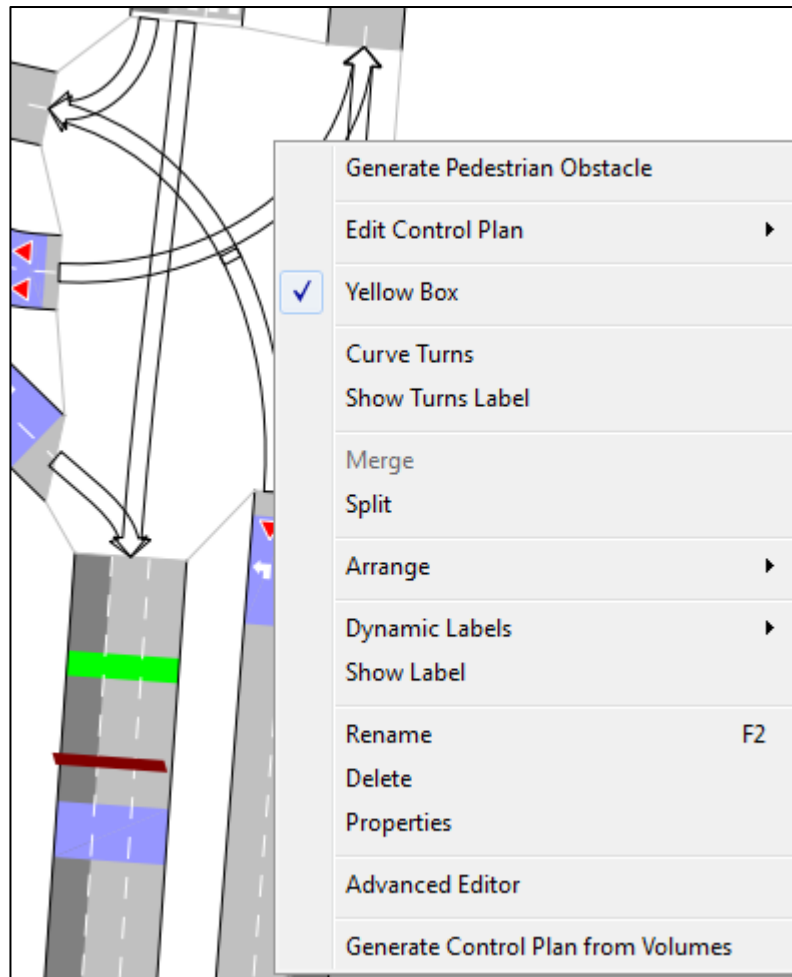 Generate Pedestrian Obstacle
Edit Control Plan
Yellow Box
Curve Turns
Show Turns Label
Merge
Split
Arrange
Dynamic Labels
Show Label
Rename F2
Delete
Properties
Advanced Editor
Generate Control Plan from Volumes